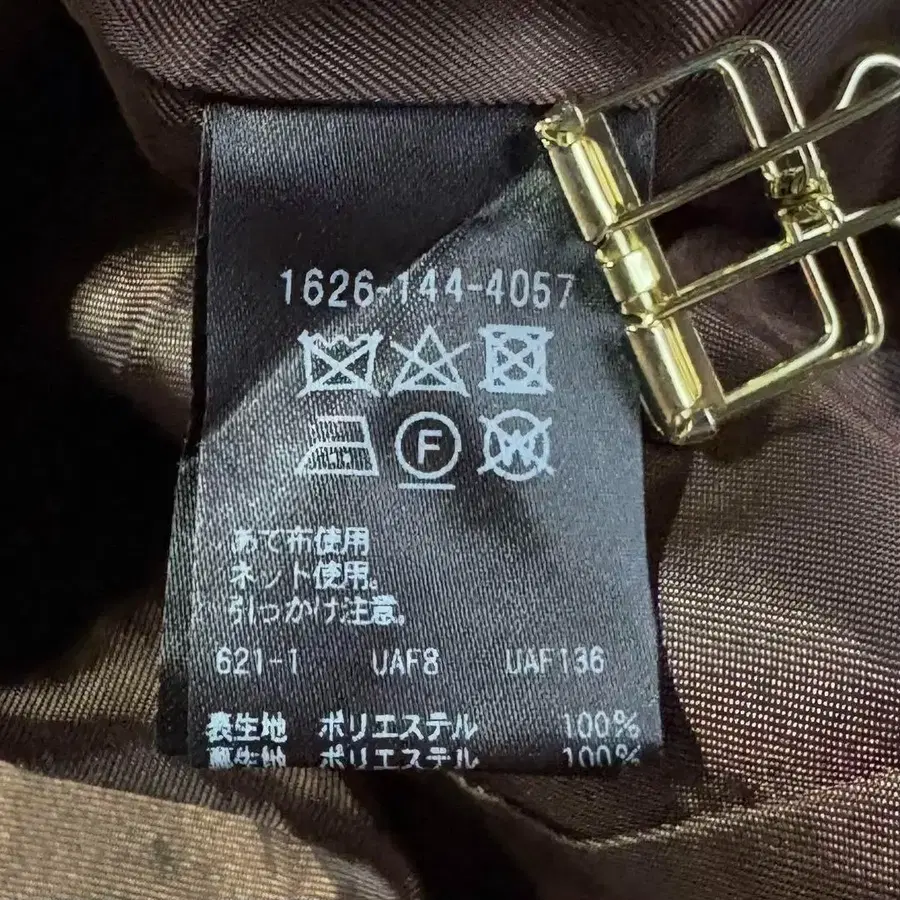 1626-144-4057
F
W
あて布使用
ネット使用。
引っかけ注意。
621-1 UAF8 UAF136
表生地 ポリエステル 100%
裏生地 ポリエステル 100%